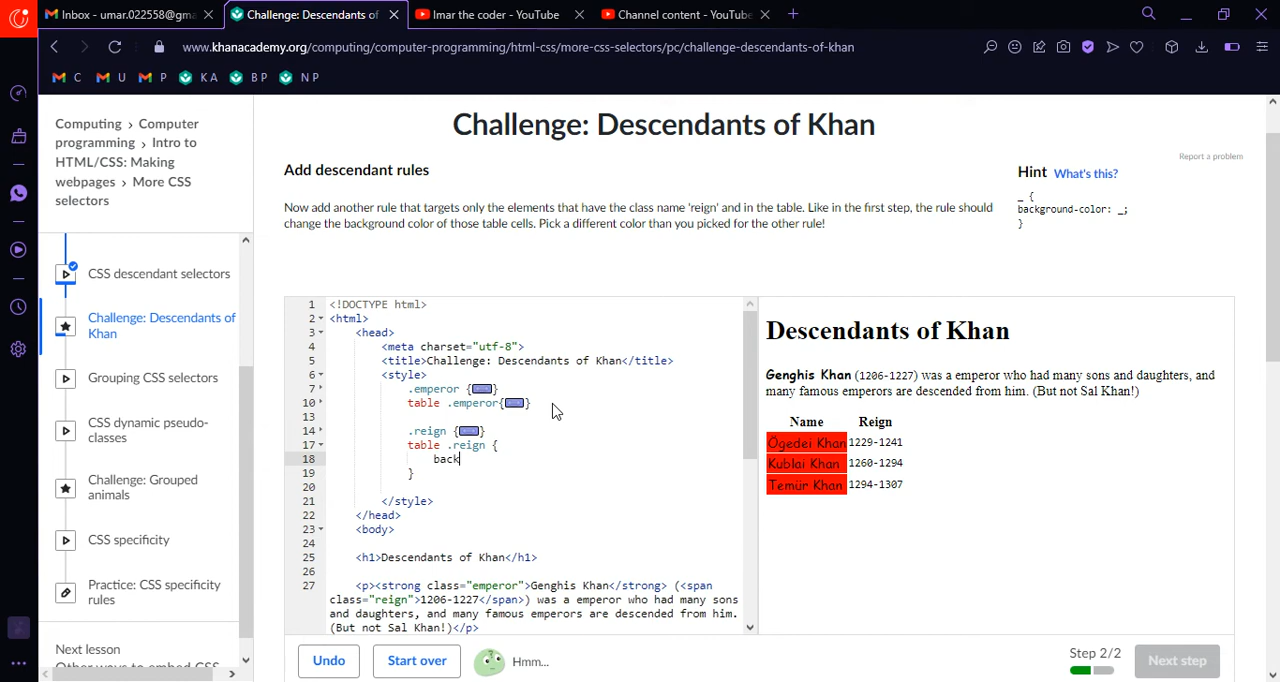 Inbox - umar.022558@gma
Challenge: Descendants of
Imar the coder - YouTube
Channel content - YouTube
www.khanacademy.org/computing/computer-programming/html-css/more-css-selectors/pc/challenge-descendants-of-khan
C U P K A B P N P
Computing > Computer
programming > Intro to
HTML/CSS: Making
webpages > More CSS
selectors
CSS descendant selectors
Challenge: Descendants of
Khan
Grouping CSS selectors
CSS dynamic pseudo-
classes
Challenge: Grouped
animals
CSS specificity
Practice: CSS specificity
rules
Next lesson
Other ways to embed CSS
Challenge: Descendants of Khan
Report a problem
Add descendant rules
Now add another rule that targets only the elements that have the class name 'reign' and in the table. Like in the first step, the rule should
change the background color of those table cells. Pick a different color than you picked for the other rule!
Hint What's this?
_ {
background-color: _;
}
1 <!DOCTYPE html>
2 <html>
3 <head>
4 <meta charset="utf-8">
5 <title>Challenge: Descendants of Khan</title>
6 <style>
7 .emperor {}
10 table .emperor{}
13
14 .reign {}
17 table .reign {
18 back
19 }
20
21 </style>
22 </head>
23 <body>
24
25 <h1>Descendants of Khan</h1>
26
27 <p><strong class="emperor">Genghis Khan</strong> (<span
class="reign">1206-1227</span>) was a emperor who had many sons
and daughters, and many famous emperors are descended from him.
(But not Sal Khan!)</p>
Descendants of Khan
Genghis Khan (1206-1227) was a emperor who had many sons and daughters, and
many famous emperors are descended from him. (But not Sal Khan!)
Name Reign
Ögedei Khan 1229-1241
Kublai Khan 1260-1294
Temür Khan 1294-1307
Undo
Start over
Hmm...
Step 2/2
Next step